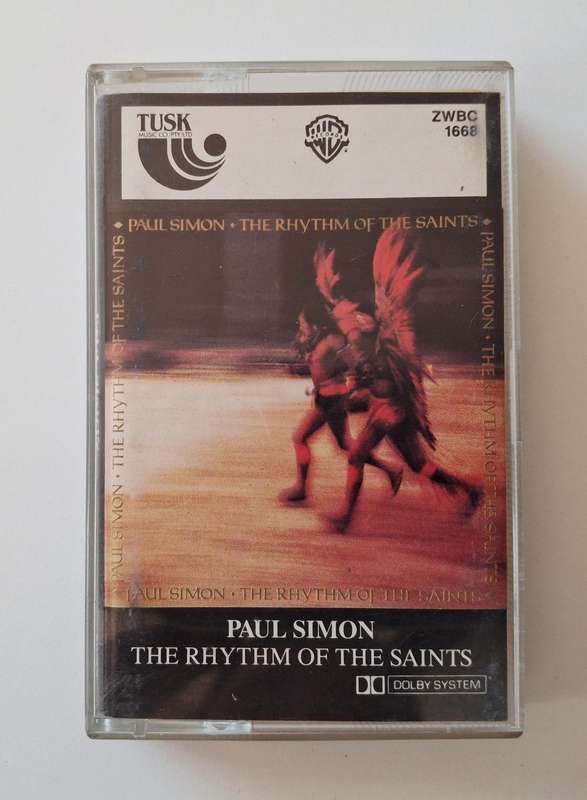 TUSK
MUSIC CO. PTY LTD
RECORDS
ZWBC
1668
PAUL SIMON • THE RHYTHM OF THE SAINTS
PAUL SIMON • THE RHYTHM OF THE SAINTS
PAUL SIMON • THE RHYTHM OF THE SAINTS
PAUL SIMON • THE RHYTHM OF THE SAINTS
PAUL SIMON
THE RHYTHM OF THE SAINTS
DOLBY SYSTEM